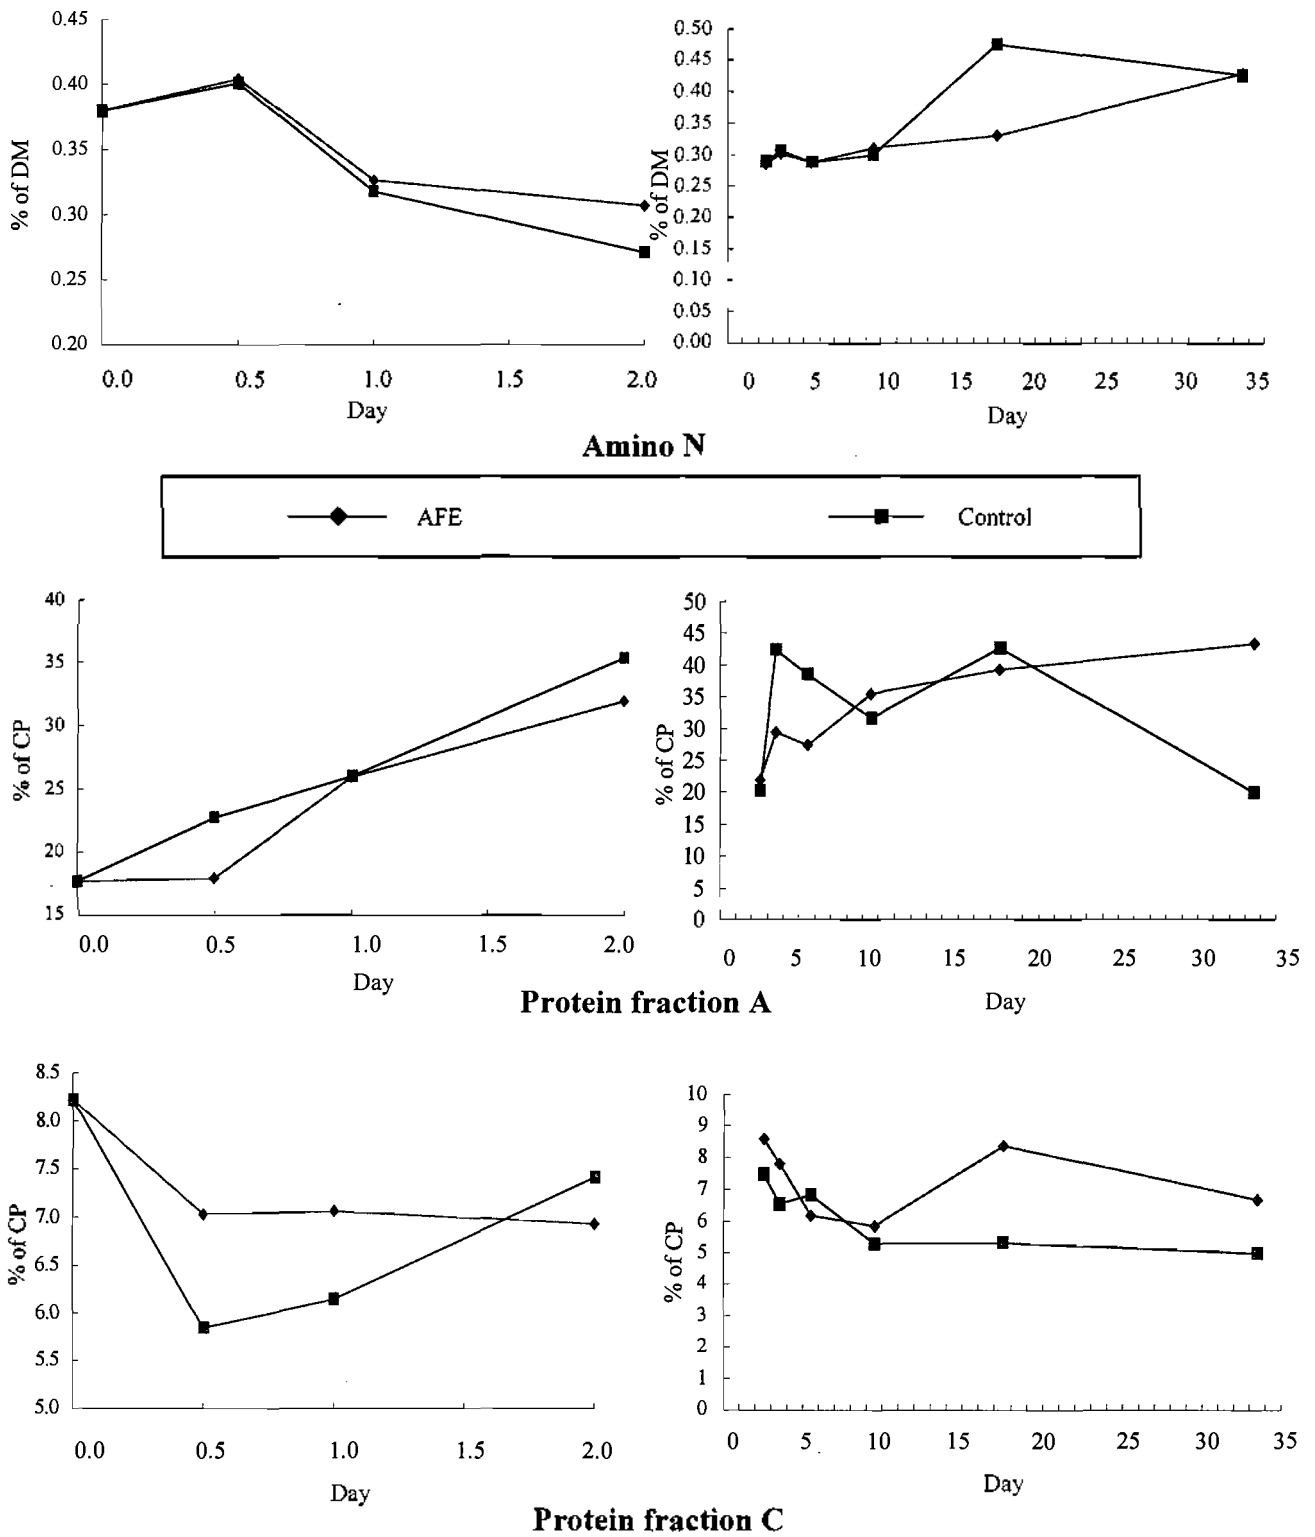 0.45
0.40
0.35
0.30
0.25
0.20
% of DM
0.0 0.5 1.0 1.5 2.0
Day
0.50
0.45
0.40
0.35
0.30
0.25
0.20
0.15
0.10
0.05
0.00
% of DM
0 5 10 15 20 25 30 35
Day
Amino N
AFE Control
40
35
30
25
20
15
% of CP
0.0 0.5 1.0 1.5 2.0
Day
50
45
40
35
30
25
20
15
10
5
0
% of CP
0 5 10 15 20 25 30 35
Day
Protein fraction A
8.5
8.0
7.5
7.0
6.5
6.0
5.5
5.0
% of CP
0.0 0.5 1.0 1.5 2.0
Day
10
9
8
7
6
5
4
3
2
1
0
% of CP
0 5 10 15 20 25 30 35
Day
Protein fraction C